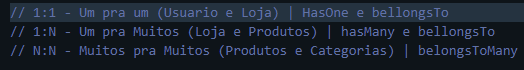 // 1:1 - Um pra um (Usuario e Loja) | HasOne e bellongsTo
// 1:N - Um pra Muitos (Loja e Produtos) | hasMany e bellongsTo
// N:N - Muitos pra Muitos (Produtos e Categorias) | belongsToMany